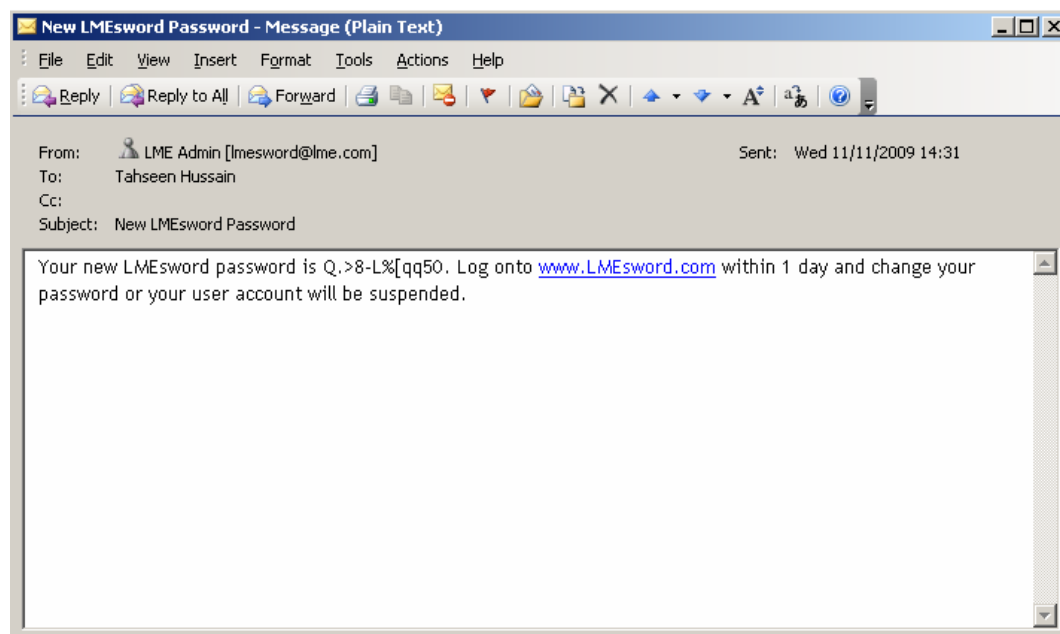 New LMEsword Password - Message (Plain Text)
File Edit View Insert Format Tools Actions Help
Reply Reply to All Forward
From: LME Admin [lmesword@lme.com] Sent: Wed 11/11/2009 14:31
To: Tahseen Hussain
Cc:
Subject: New LMEsword Password
Your new LMEsword password is Q.>8-L%[qq50. Log onto www.LMEsword.com within 1 day and change your
password or your user account will be suspended.